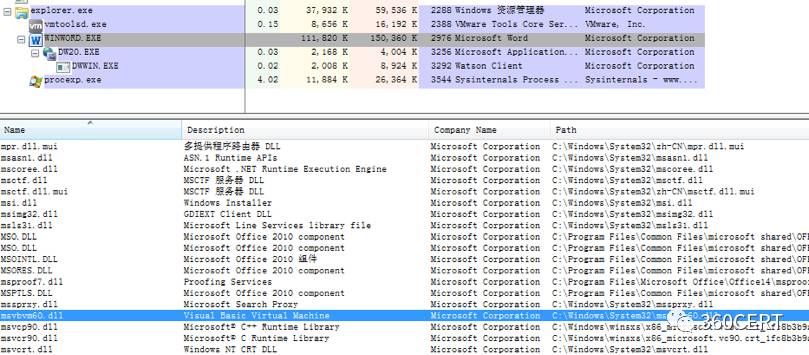 explorer.exe 0.03 37,932 K 59,536 K 2288 Windows 资源管理器 Microsoft Corporation
vmtoolsd.exe 0.15 8,656 K 16,192 K 2388 VMware Tools Core Ser... VMware, Inc.
WINWORD.EXE 111,820 K 150,360 K 2976 Microsoft Word Microsoft Corporation
DW20.EXE 0.03 2,168 K 4,004 K 3256 Microsoft Application... Microsoft Corporation
DWWIN.EXE 0.02 2,008 K 8,924 K 3292 Watson Client Microsoft Corporation
procexp.exe 4.02 11,884 K 26,364 K 3544 Sysinternals Process ... Sysinternals - www....
Name Description Company Name Path
mpr.dll.mui 多提供程序路由器 DLL Microsoft Corporation C:\Windows\System32\zh-CN\mpr.dll.mui
msasn1.dll ASN.1 Runtime APIs Microsoft Corporation C:\Windows\System32\msasn1.dll
mscoree.dll Microsoft .NET Runtime Execution Engine Microsoft Corporation C:\Windows\System32\mscoree.dll
msctf.dll MSCTF 服务器 DLL Microsoft Corporation C:\Windows\System32\msctf.dll
msctf.dll.mui MSCTF 服务器 DLL Microsoft Corporation C:\Windows\System32\zh-CN\msctf.dll.mui
msi.dll Windows Installer Microsoft Corporation C:\Windows\System32\msi.dll
msimg32.dll GDIEXT Client DLL Microsoft Corporation C:\Windows\System32\msimg32.dll
msls31.dll Microsoft Line Services library file Microsoft Corporation C:\Windows\System32\msls31.dll
MSO.DLL Microsoft Office 2010 component Microsoft Corporation C:\Program Files\Common Files\microsoft shared\OFF
MSO.DLL Microsoft Office 2010 component Microsoft Corporation C:\Program Files\Common Files\microsoft shared\OFF
MSOINTL.DLL Microsoft Office 2010 组件 Microsoft Corporation C:\Program Files\Common Files\microsoft shared\OFF
MSORES.DLL Microsoft Office 2010 component Microsoft Corporation C:\Program Files\Common Files\microsoft shared\OFF
msproof7.dll Proofing Services Microsoft Corporation C:\Program Files\Microsoft Office\Office14\msproof
MSPTLS.DLL Microsoft Office 2010 component Microsoft Corporation C:\Program Files\Common Files\microsoft shared\OFF
mssprxy.dll Microsoft Search Proxy Microsoft Corporation C:\Windows\System32\mssprxy.dll
msvbvm60.dll Visual Basic Virtual Machine Microsoft Corporation C:\Windows\System32\
msvcp90.dll Microsoft® C++ Runtime Library Microsoft Corporation C:\Windows\winsxs\x86_
msvcr90.dll Microsoft® C Runtime Library Microsoft Corporation C:\Windows\winsxs\x86_microsoft.vc90.crt_1fc8b3b9a
msvcrt.dll Windows NT CRT DLL Microsoft Corporation C:\Windows\System32\msvcrt.dll
360CERT